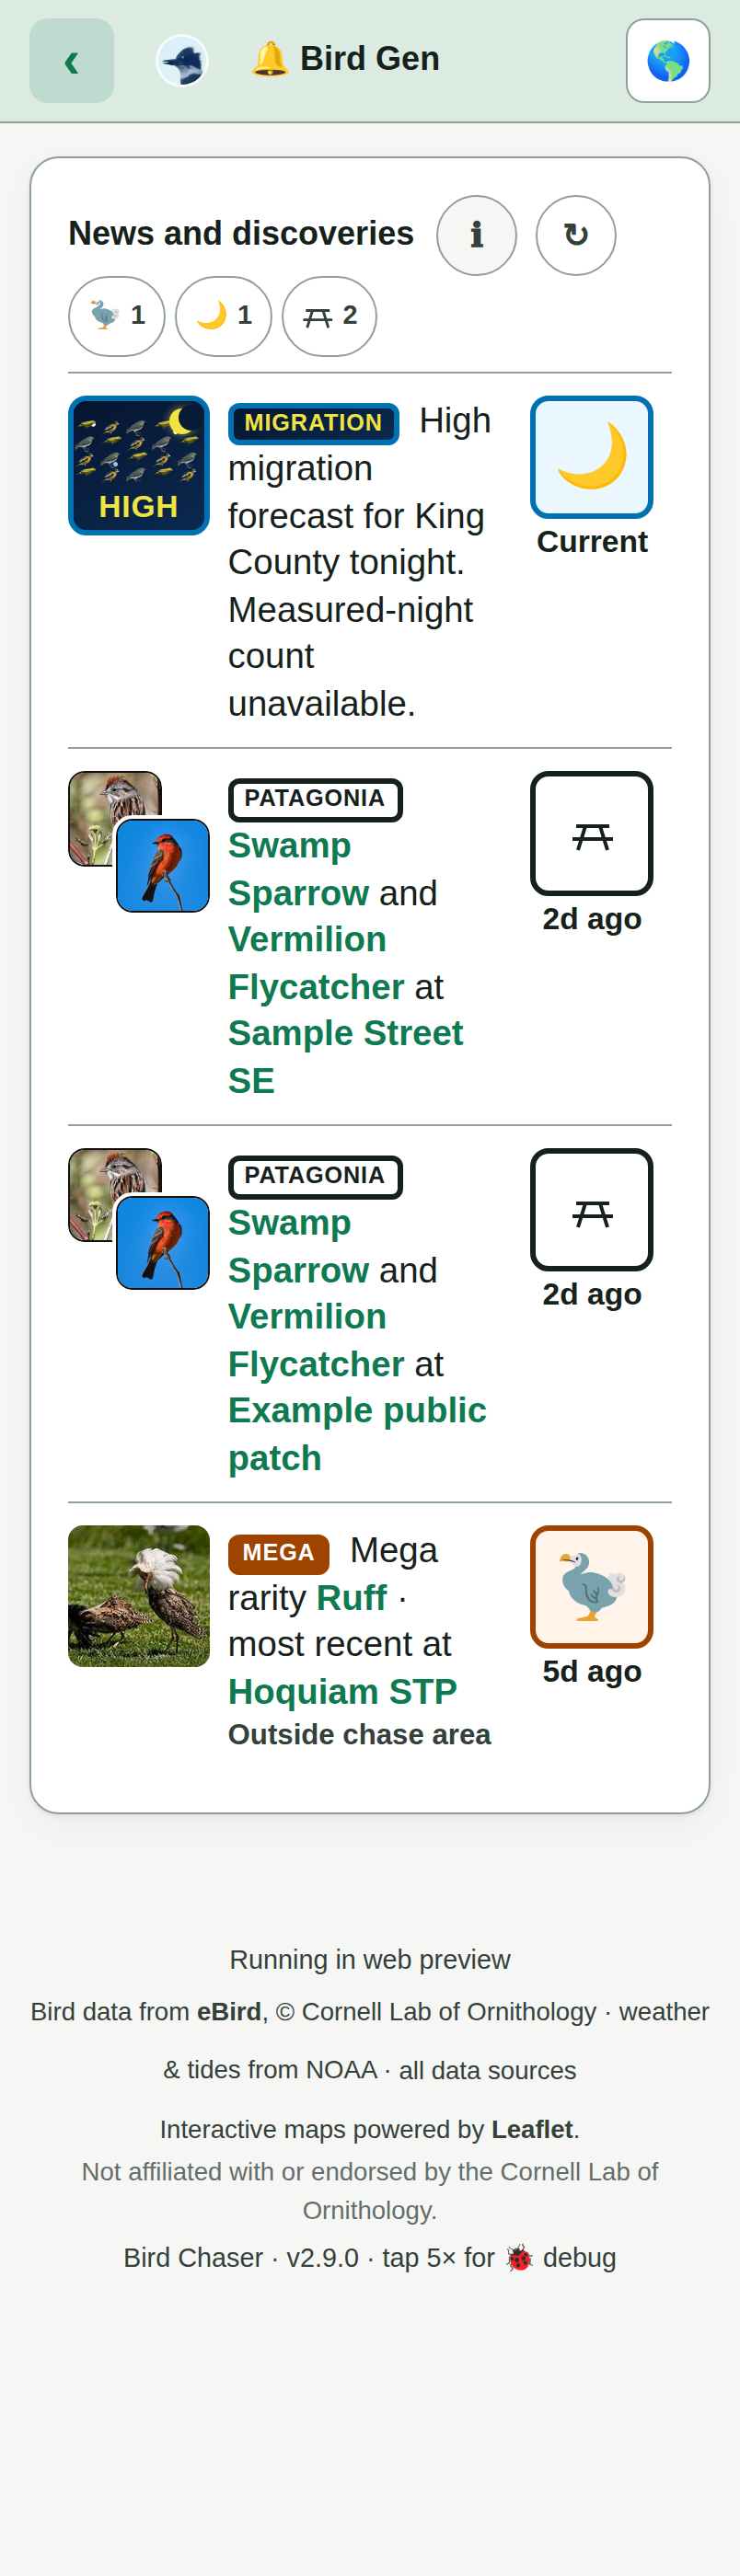 ‹ 🔔 Bird Gen 🌎
News and discoveries ℹ ↻
🦤 1 🌙 1 2
HIGH
MIGRATION High
migration
forecast for King
County tonight.
Measured-night
count
unavailable.
🌙
Current
PATAGONIA
Swamp
Sparrow and
Vermilion
Flycatcher at
Sample Street
SE
2d ago
PATAGONIA
Swamp
Sparrow and
Vermilion
Flycatcher at
Example public
patch
2d ago
MEGA Mega
rarity Ruff ·
most recent at
Hoquiam STP
Outside chase area
🦤
5d ago
Running in web preview
Bird data from eBird, © Cornell Lab of Ornithology · weather
& tides from NOAA · all data sources
Interactive maps powered by Leaflet.
Not affiliated with or endorsed by the Cornell Lab of
Ornithology.
Bird Chaser · v2.9.0 · tap 5× for 🐞 debug